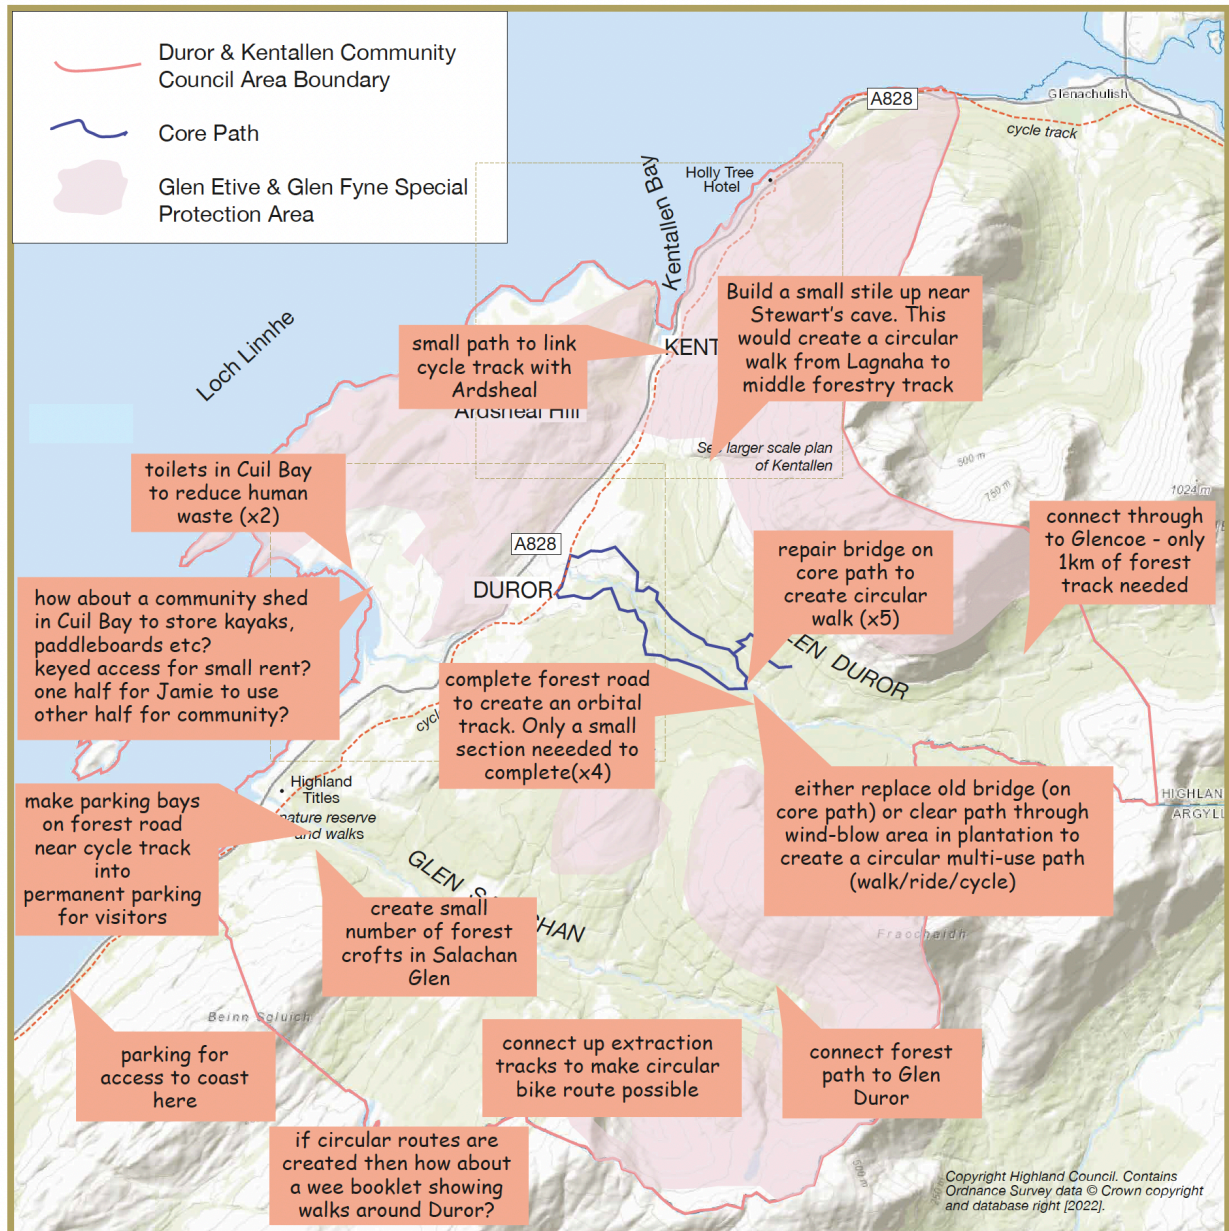 Duror & Kentallen Community
Council Area Boundary
Core Path
Glen Etive & Glen Fyne Special
Protection Area
A828
Glenachulish
cycle track
Holly Tree
Hotel
Kentallen Bay
Loch Linnhe
Build a small stile up near
Stewart's cave. This
would create a circular
walk from Lagnaha to
middle forestry track
small path to link
cycle track with
Ardsheal
KENT
Ardsheal Hill
See larger scale plan
of Kentallen
500 m
750 m
1024 m
toilets in Cuil Bay
to reduce human
waste (x2)
connect through
to Glencoe - only
1km of forest
track needed
A828
repair bridge on
core path to
create circular
walk (x5)
DUROR
how about a community shed
in Cuil Bay to store kayaks,
paddleboards etc?
keyed access for small rent?
one half for Jamie to use
other half for community?
LEN DUROR
complete forest road
to create an orbital
track. Only a small
section neeeded to
complete(x4)
cyc
Highland
Titles
nature reserve
and walks
make parking bays
on forest road
near cycle track
into
permanent parking
for visitors
either replace old bridge (on
core path) or clear path through
wind-blow area in plantation to
create a circular multi-use path
(walk/ride/cycle)
HIGHLAN
ARGYLL
GLEN S
CHAN
create small
number of forest
crofts in Salachan
Glen
Fraochaidh
Beinn Sgluich
parking for
access to coast
here
connect up extraction
tracks to make circular
bike route possible
connect forest
path to Glen
Duror
if circular routes are
created then how about
a wee booklet showing
walks around Duror?
500 m
Copyright Highland Council. Contains
Ordnance Survey data © Crown copyright
and database right [2022].